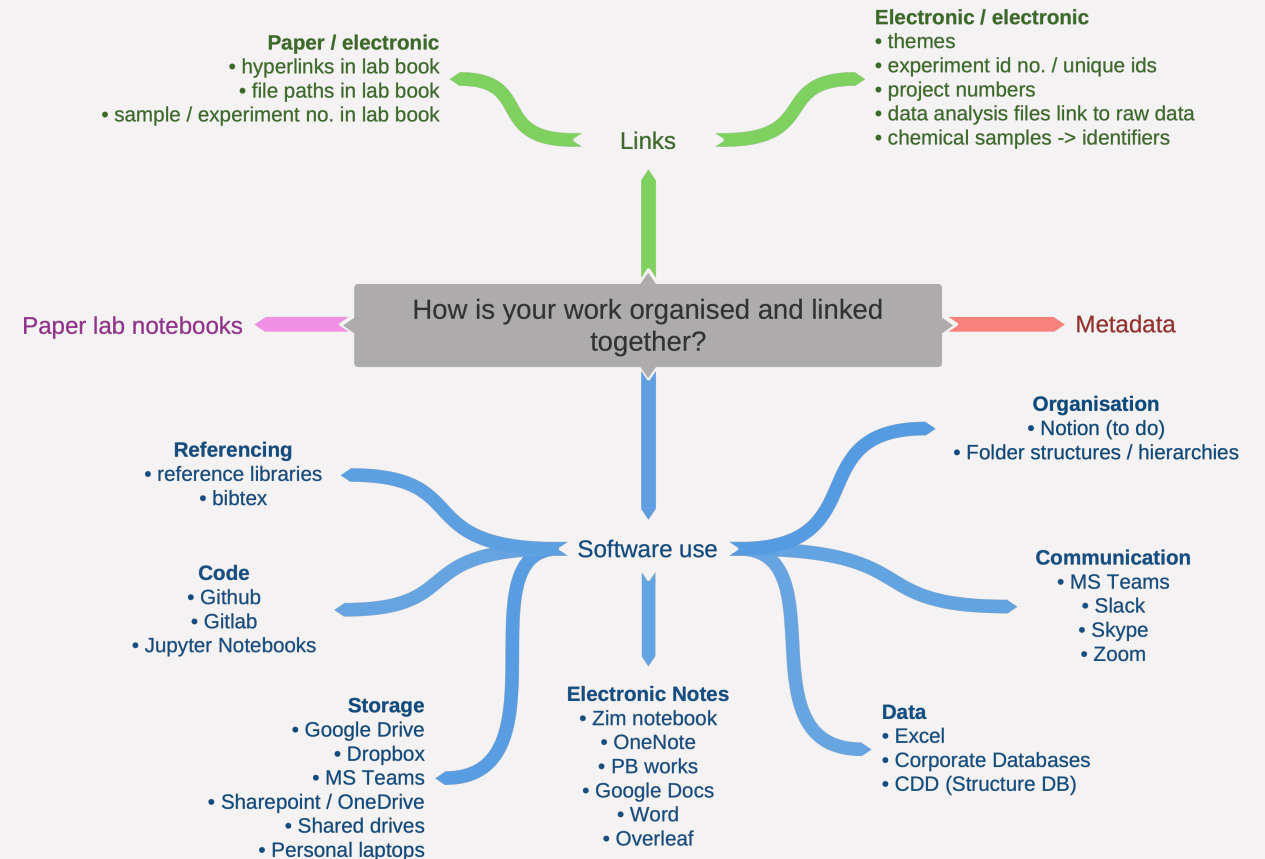 Paper / electronic
• hyperlinks in lab book
• file paths in lab book
• sample / experiment no. in lab book
Electronic / electronic
• themes
• experiment id no. / unique ids
• project numbers
• data analysis files link to raw data
• chemical samples -> identifiers
Links
Paper lab notebooks
How is your work organised and linked
together?
Metadata
Referencing
• reference libraries
• bibtex
Organisation
• Notion (to do)
• Folder structures / hierarchies
Software use
Code
• Github
• Gitlab
• Jupyter Notebooks
Communication
• MS Teams
• Slack
• Skype
• Zoom
Storage
• Google Drive
• Dropbox
• MS Teams
• Sharepoint / OneDrive
• Shared drives
• Personal laptops
Electronic Notes
• Zim notebook
• OneNote
• PB works
• Google Docs
• Word
• Overleaf
Data
• Excel
• Corporate Databases
• CDD (Structure DB)